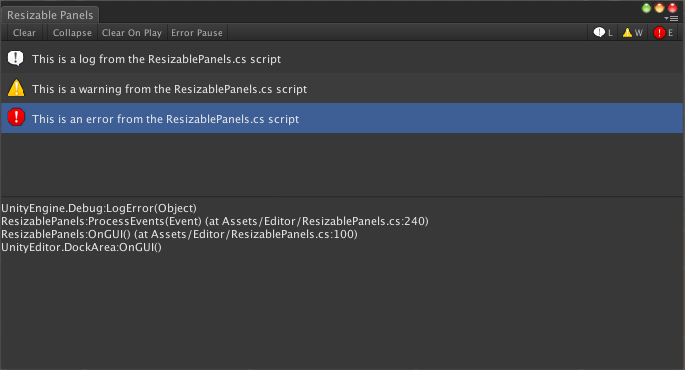 Resizable Panels
Clear Collapse Clear On Play Error Pause L W E
This is a log from the ResizablePanels.cs script
This is a warning from the ResizablePanels.cs script
This is an error from the ResizablePanels.cs script
UnityEngine.Debug:LogError(Object)
ResizablePanels:ProcessEvents(Event) (at Assets/Editor/ResizablePanels.cs:240)
ResizablePanels:OnGUI() (at Assets/Editor/ResizablePanels.cs:100)
UnityEditor.DockArea:OnGUI()